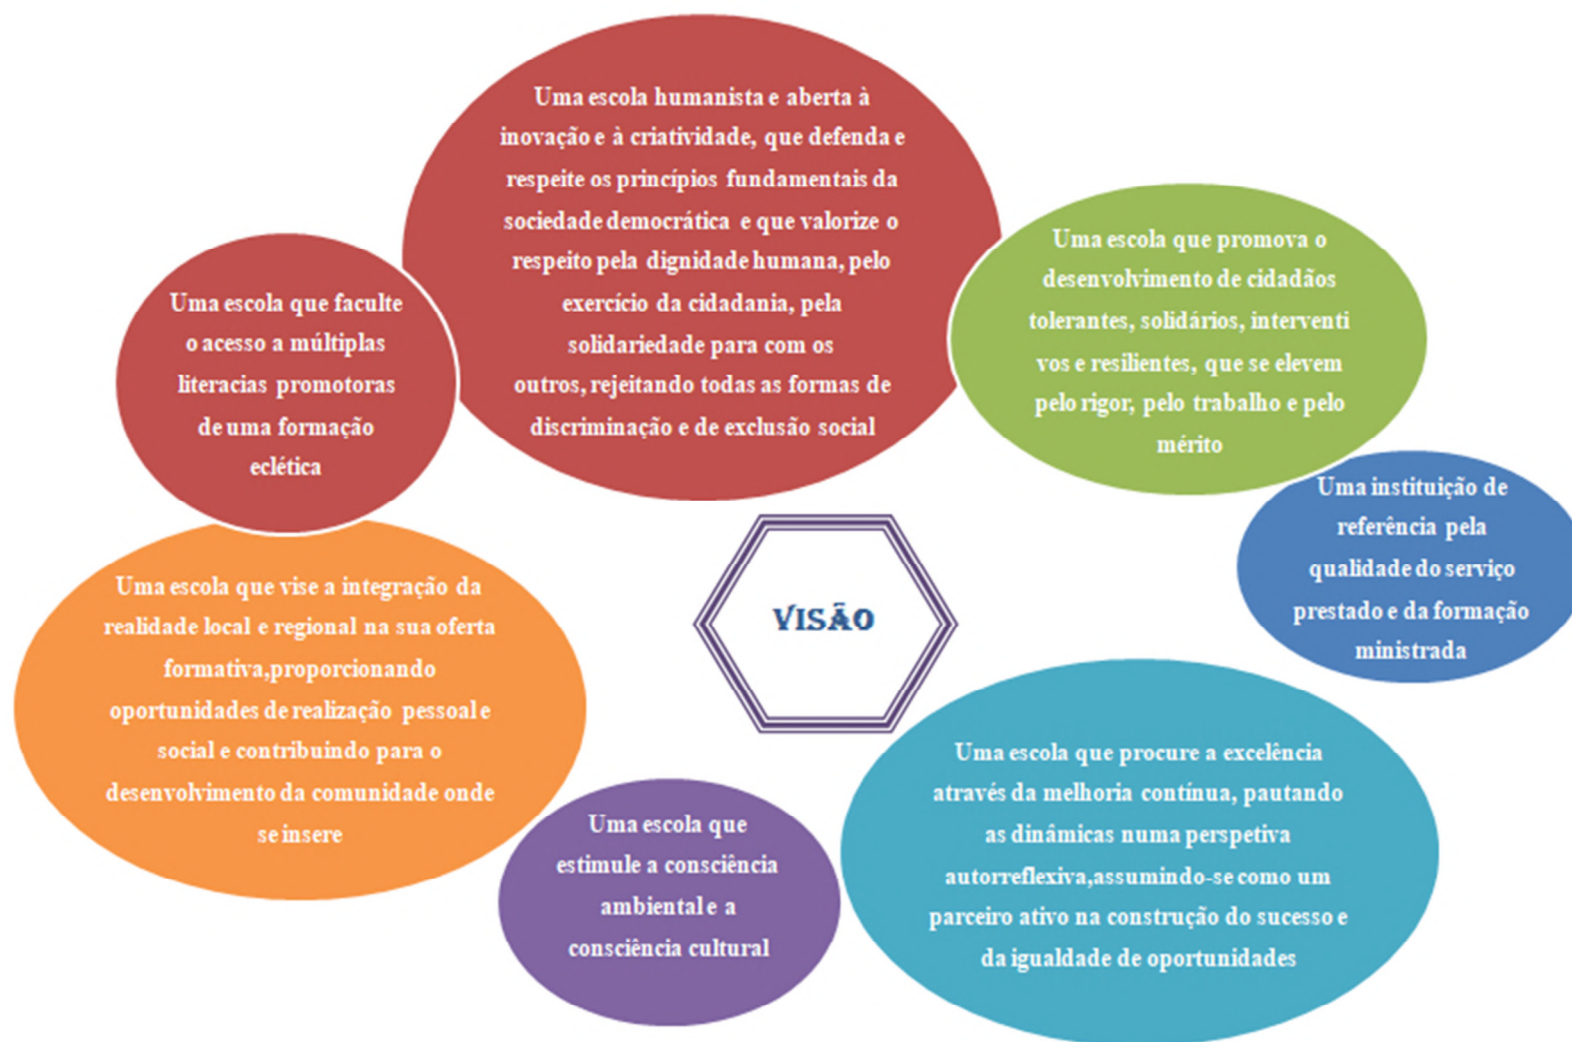 Uma escola humanista e aberta à
inovação e à criatividade, que defenda e
respeite os princípios fundamentais da
sociedade democrática e que valorize o
respeito pela dignidade humana, pelo
exercício da cidadania, pela
solidariedade para com os
outros, rejeitando todas as formas de
discriminação e de exclusão social
Uma escola que promova o
desenvolvimento de cidadãos
tolerantes, solidários, interventi
vos e resilientes, que se elevem
pelo rigor, pelo trabalho e pelo
mérito
Uma instituição de
referência pela
qualidade do serviço
prestado e da formação
ministrada
Uma escola que procure a excelência
através da melhoria contínua, pautando
as dinâmicas numa perspetiva
autorreflexiva,assumindo-se como um
parceiro ativo na construção do sucesso e
da igualdade de oportunidades
Uma escola que
estimule a consciência
ambiental e a
consciência cultural
Uma escola que vise a integração da
realidade local e regional na sua oferta
formativa,proporcionando
oportunidades de realização pessoal e
social e contribuindo para o
desenvolvimento da comunidade onde
se insere
Uma escola que faculte
o acesso a múltiplas
literacias promotoras
de uma formação
eclética
VISÃO